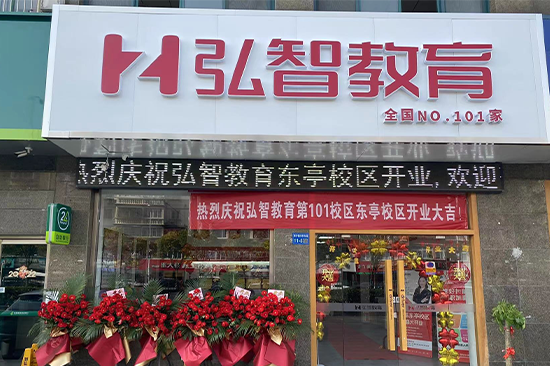 弘智教育
全国NO.101家
热烈庆祝弘智教育东亭校区开业,欢迎
热烈庆祝弘智教育第101校区东亭校区开业大吉!